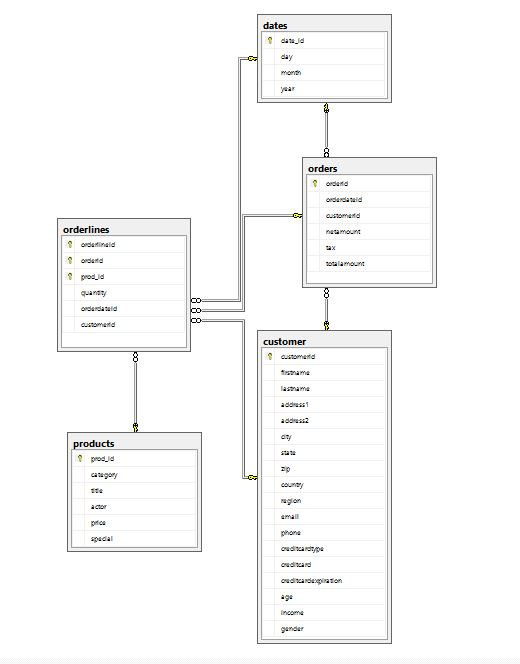 dates
date_id
day
month
year
orders
orderid
orderdateid
customerid
netamount
tax
totalamount
orderlines
orderlineid
orderid
prod_id
quantity
orderdateid
customerid
customer
customerid
firstname
lastname
address1
address2
city
state
zip
country
region
email
phone
creditcardtype
creditcard
creditcardexpiration
age
income
gender
products
prod_id
category
title
actor
price
special